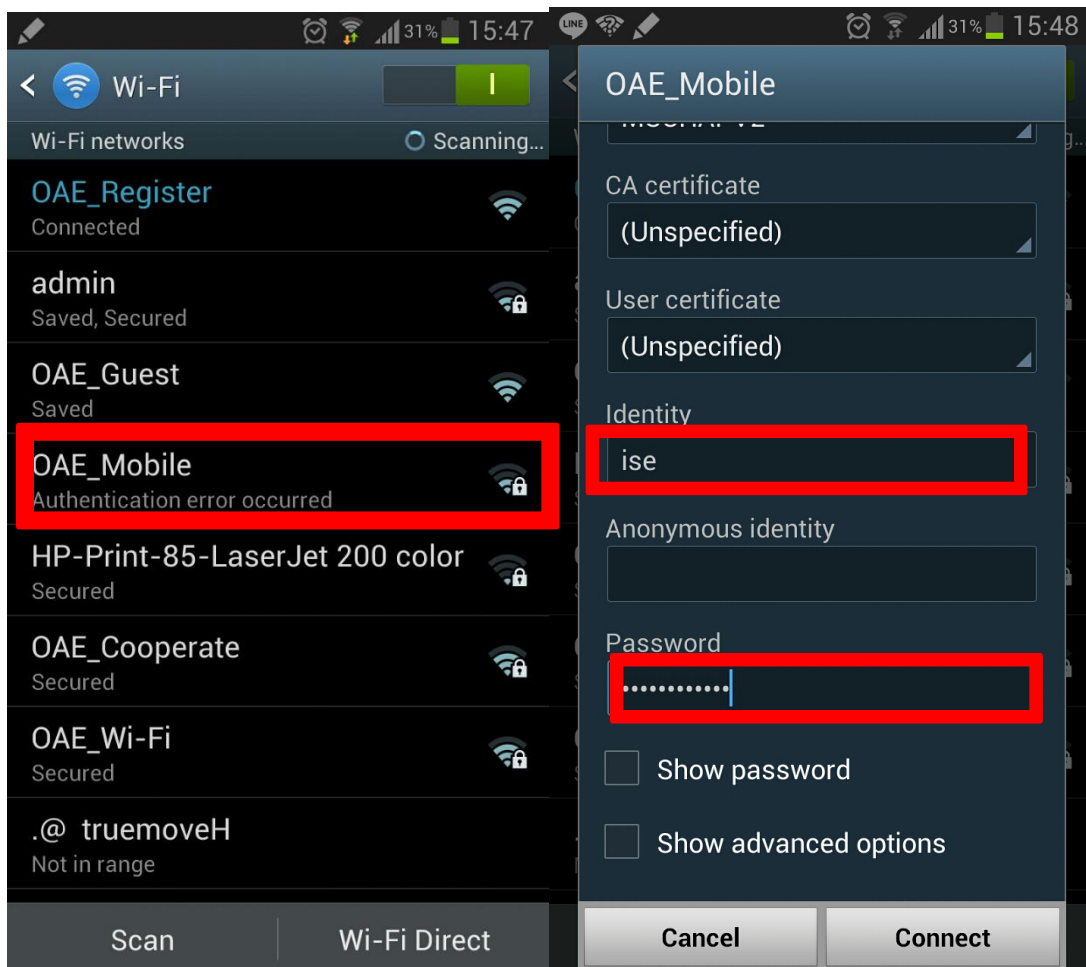 31% 15:47
Wi-Fi
Wi-Fi networks
Scanning...
OAE_Register
Connected
admin
Saved, Secured
OAE_Guest
Saved
OAE_Mobile
Authentication error occurred
HP-Print-85-LaserJet 200 color
Secured
OAE_Cooperate
Secured
OAE_Wi-Fi
Secured
.@ truemoveH
Not in range
Scan
Wi-Fi Direct
LINE
31% 15:48
OAE_Mobile
CA certificate
(Unspecified)
User certificate
(Unspecified)
Identity
ise
Anonymous identity
Password
••••••••••••
Show password
Show advanced options
Cancel
Connect